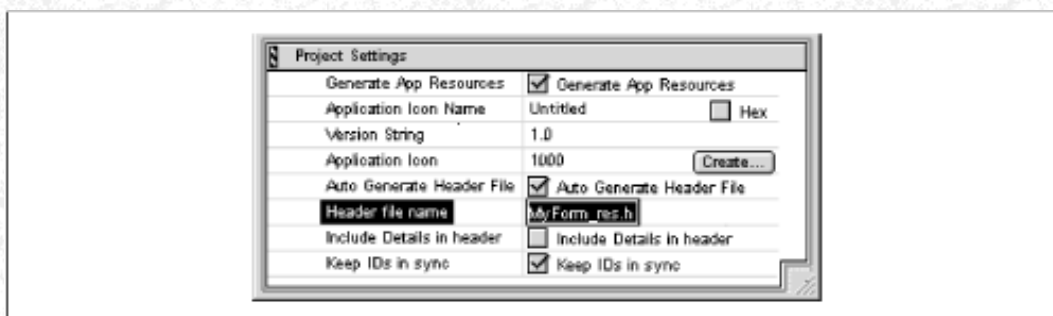 Project Settings
Generate App Resources Generate App Resources
Application Icon Name Untitled Hex
Version String 1.0
Application Icon 1000 Create...
Auto Generate Header File Auto Generate Header File
Header file name MyForm_res.h
Include Details in header Include Details in header
Keep IDs in sync Keep IDs in sync